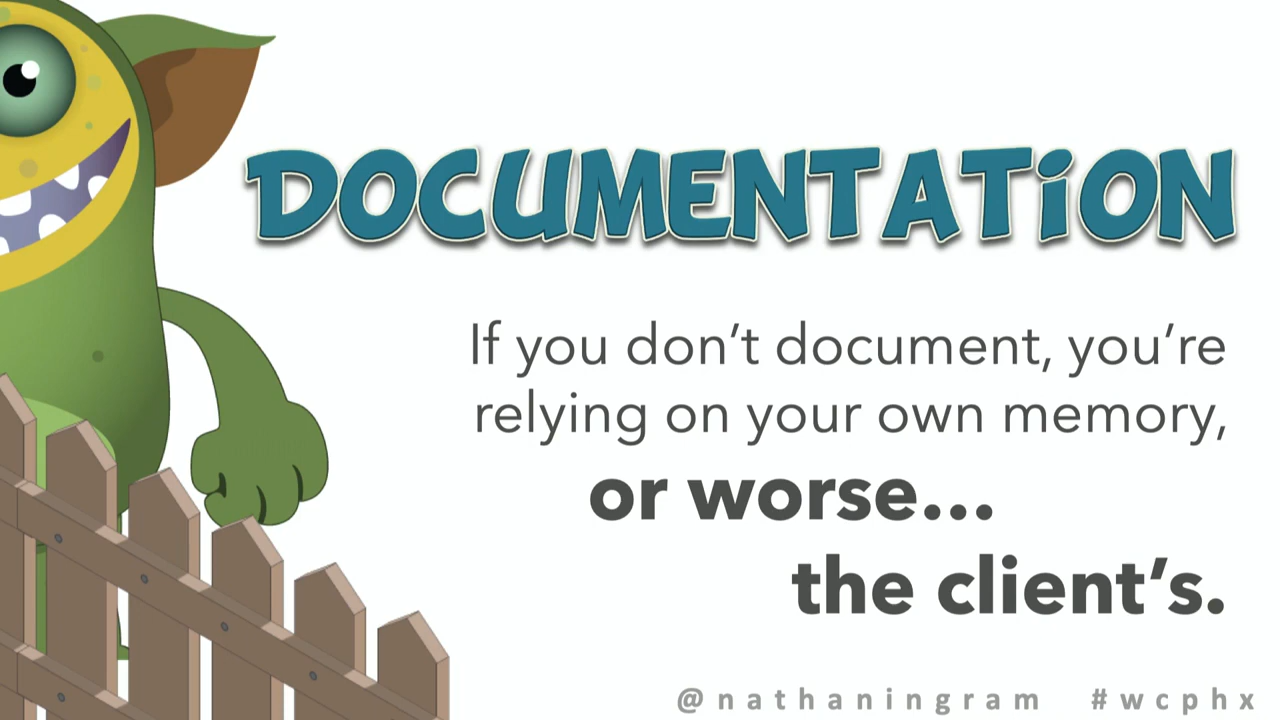 DOCUMENTATiON
If you don’t document, you’re
relying on your own memory,
or worse...
the client’s.
@nathaningram #wcphx